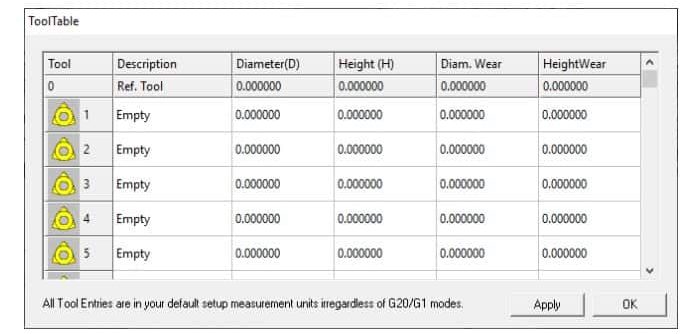 ToolTable
Tool Description Diameter(D) Height (H) Diam. Wear HeightWear
0 Ref. Tool 0.000000 0.000000 0.000000 0.000000
1 Empty 0.000000 0.000000 0.000000 0.000000
2 Empty 0.000000 0.000000 0.000000 0.000000
3 Empty 0.000000 0.000000 0.000000 0.000000
4 Empty 0.000000 0.000000 0.000000 0.000000
5 Empty 0.000000 0.000000 0.000000 0.000000
All Tool Entries are in your default setup measurement units irregardless of G20/G1 modes. Apply OK